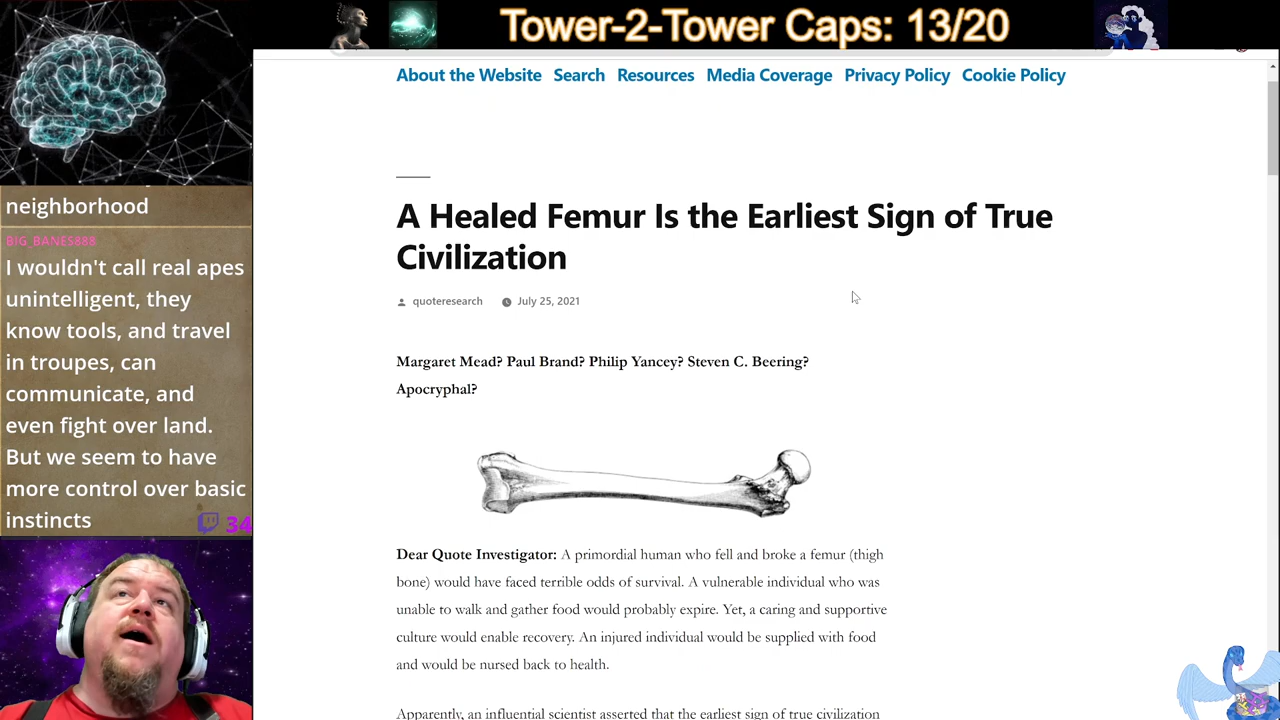 Tower-2-Tower Caps: 13/20
About the Website Search Resources Media Coverage Privacy Policy Cookie Policy
neighborhood
BIG_BANES888
I wouldn't call real apes
unintelligent, they
know tools, and travel
in troupes, can
communicate, and
even fight over land.
But we seem to have
more control over basic
instincts
34
A Healed Femur Is the Earliest Sign of True
Civilization
quoteresearch July 25, 2021
Margaret Mead? Paul Brand? Philip Yancey? Steven C. Beering?
Apocryphal?
Dear Quote Investigator: A primordial human who fell and broke a femur (thigh
bone) would have faced terrible odds of survival. A vulnerable individual who was
unable to walk and gather food would probably expire. Yet, a caring and supportive
culture would enable recovery. An injured individual would be supplied with food
and would be nursed back to health.
Apparently, an influential scientist asserted that the earliest sign of true civilization